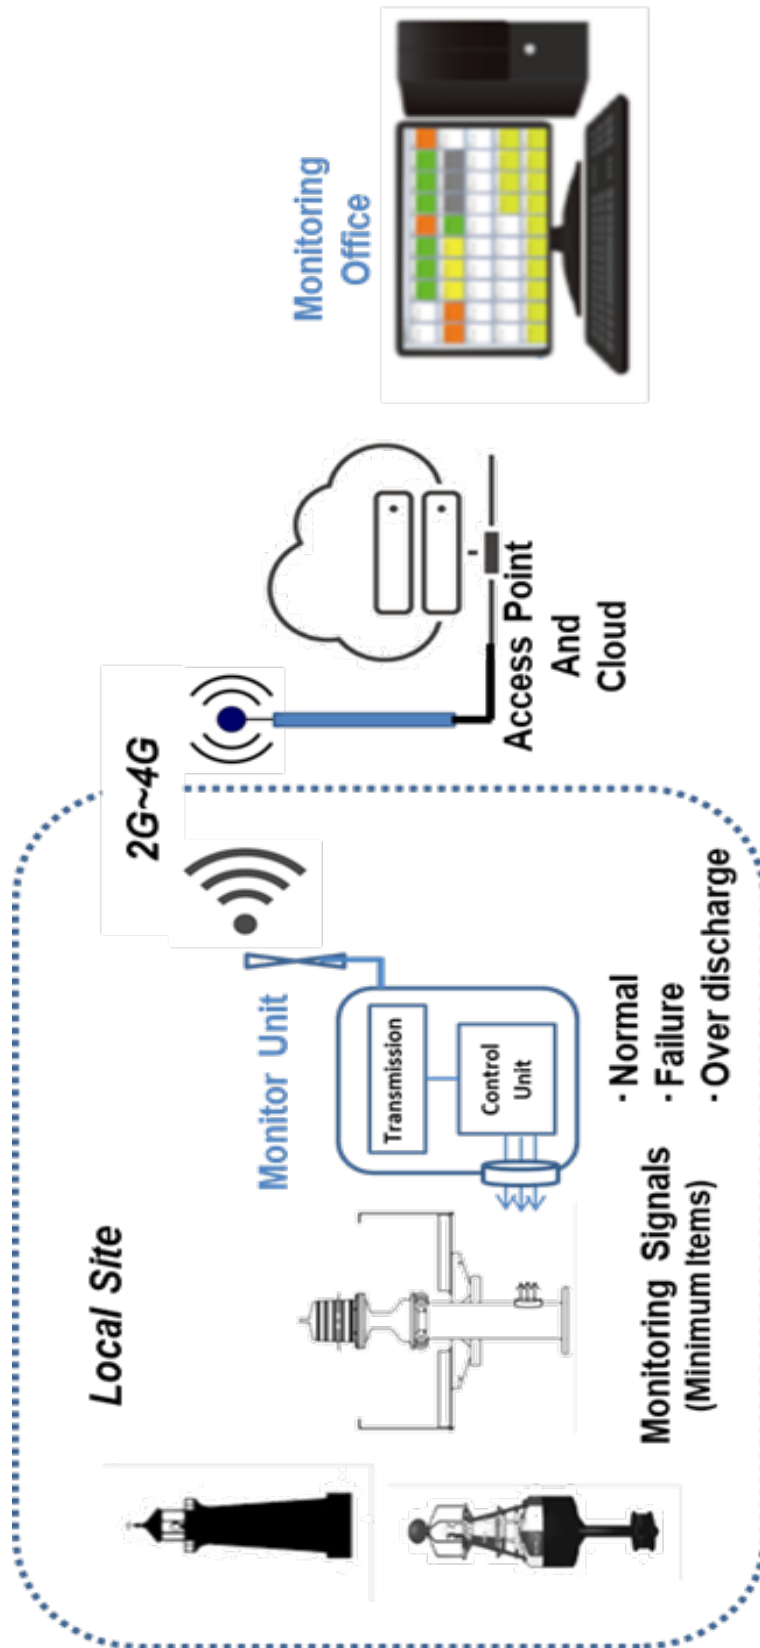 Local Site
2G~4G
Monitor Unit
Transmission
Control
Unit
Monitoring Signals
(Minimum Items)
· Normal
· Failure
· Over discharge
Access Point
And
Cloud
Monitoring
Office